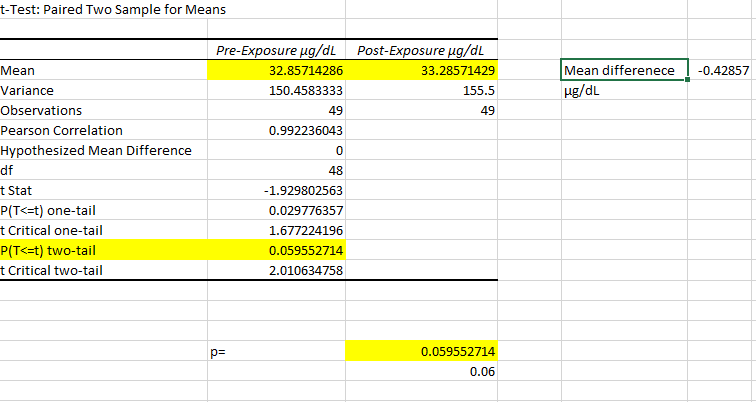 t-Test: Paired Two Sample for Means
Pre-Exposure µg/dL Post-Exposure µg/dL
Mean 32.85714286 33.28571429 Mean differenece -0.42857
Variance 150.4583333 155.5 µg/dL
Observations 49 49
Pearson Correlation 0.992236043
Hypothesized Mean Difference 0
df 48
t Stat -1.929802563
P(T<=t) one-tail 0.029776357
t Critical one-tail 1.677224196
P(T<=t) two-tail 0.059552714
t Critical two-tail 2.010634758
p= 0.059552714
0.06